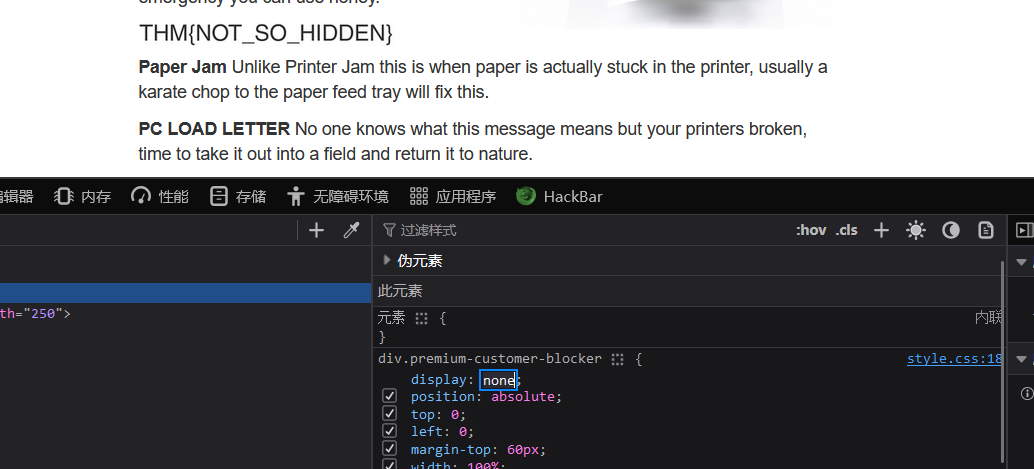 emergency you can use honey.
THM{NOT_SO_HIDDEN}
Paper Jam Unlike Printer Jam this is when paper is actually stuck in the printer, usually a
karate chop to the paper feed tray will fix this.
PC LOAD LETTER No one knows what this message means but your printers broken,
time to take it out into a field and return it to nature.
编辑器 内存 性能 存储 无障碍环境 应用程序 HackBar
+ 过滤样式 :hov .cls +
伪元素
此元素
th="250">
元素 { 内联
}
div.premium-customer-blocker { style.css:18
display: none;
position: absolute;
top: 0;
left: 0;
margin-top: 60px;
width: 100%;